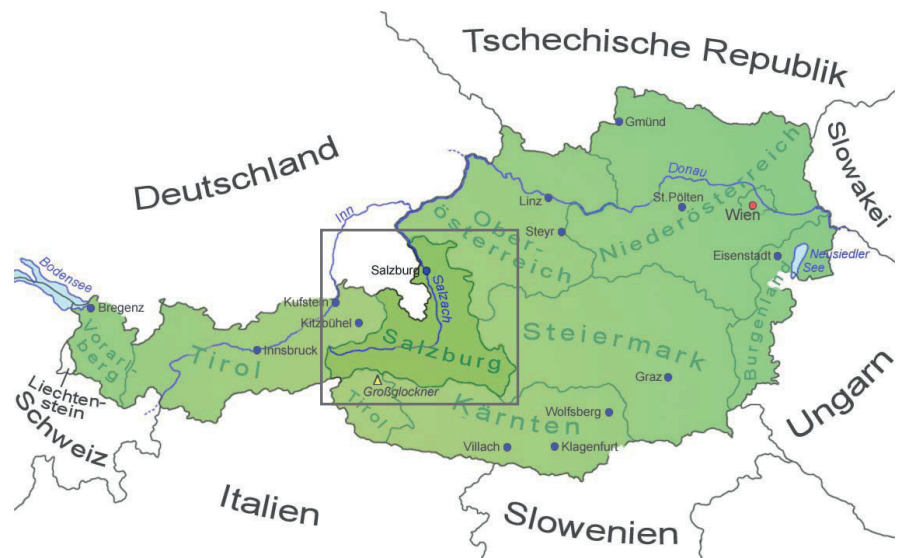 Tschechische Republik
Deutschland
Slowakei
Gmünd
Donau
Niederösterreich
St.Pölten
Wien
Linz
Ober-
österreich
Steyr
Inn
Eisenstadt
Neusiedler
See
Burgenland
Bodensee
Bregenz
Vorarl-
berg
Salzburg
Salzach
Kufstein
Kitzbühel
Innsbruck
Tirol
Salzburg
Steiermark
Graz
Großglockner
Tirol
Kärnten
Wolfsberg
Villach
Klagenfurt
Liechten-
stein
Schweiz
Italien
Slowenien
Ungarn